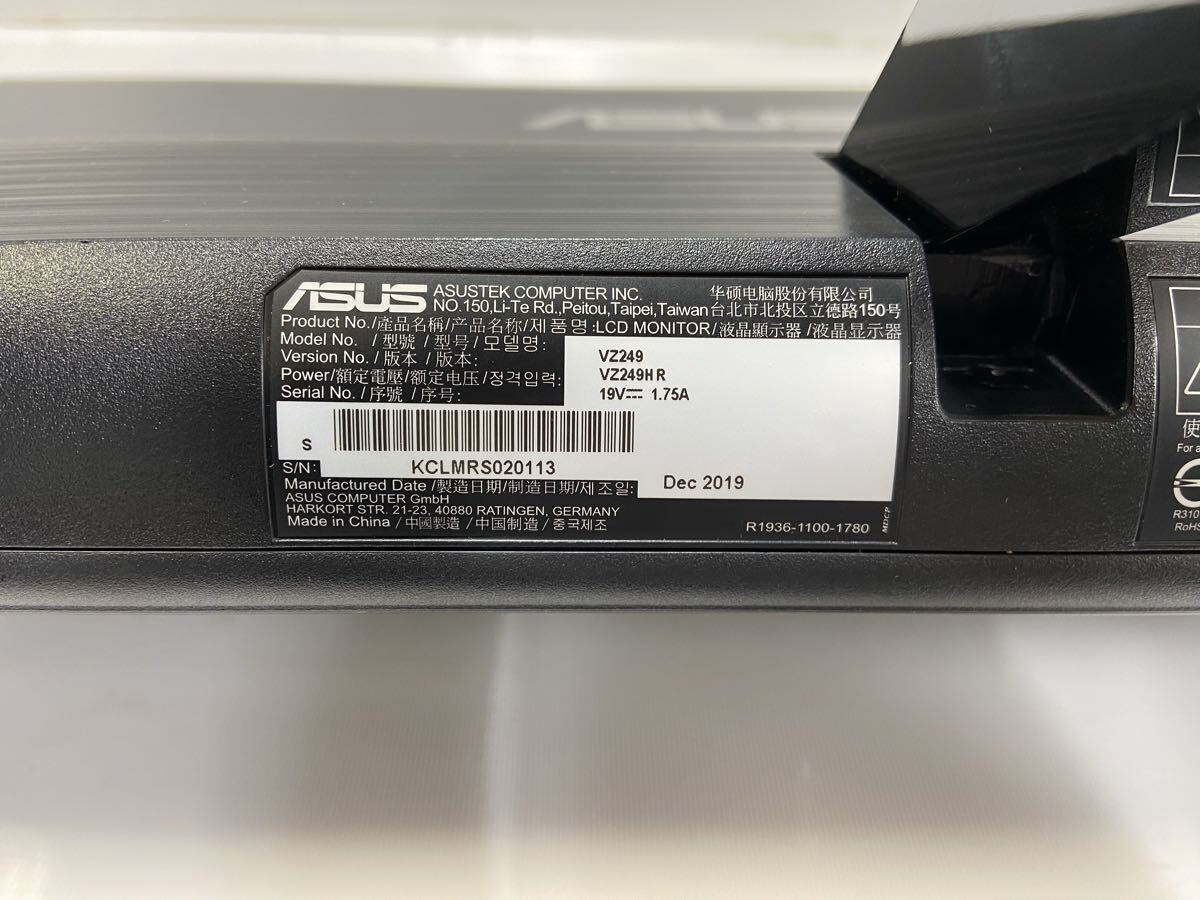 ASUS
ASUS ASUSTEK COMPUTER INC. 华硕电脑股份有限公司
NO.150,Li-Te Rd.,Peitou,Taipei,Taiwan 台北市北投区立德路150号
Product No./產品名稱/产品名称/제품명:LCD MONITOR/液晶顯示器/液晶显示器
Model No./型號/型号/모델명: VZ249
Version No./版本/版本: VZ249HR
Power/額定電壓/额定电压/정격입력: 19V⎓ 1.75A
Serial No./序號/序号:
S
S/N: KCLMRS020113
Manufactured Date/製造日期/制造日期/제조일: Dec 2019
ASUS COMPUTER GmbH
HARKORT STR. 21-23, 40880 RATINGEN, GERMANY
Made in China/中國製造/中国制造/중국제조 R1936-1100-1780 MDCP
使
For a
R310
RoHS